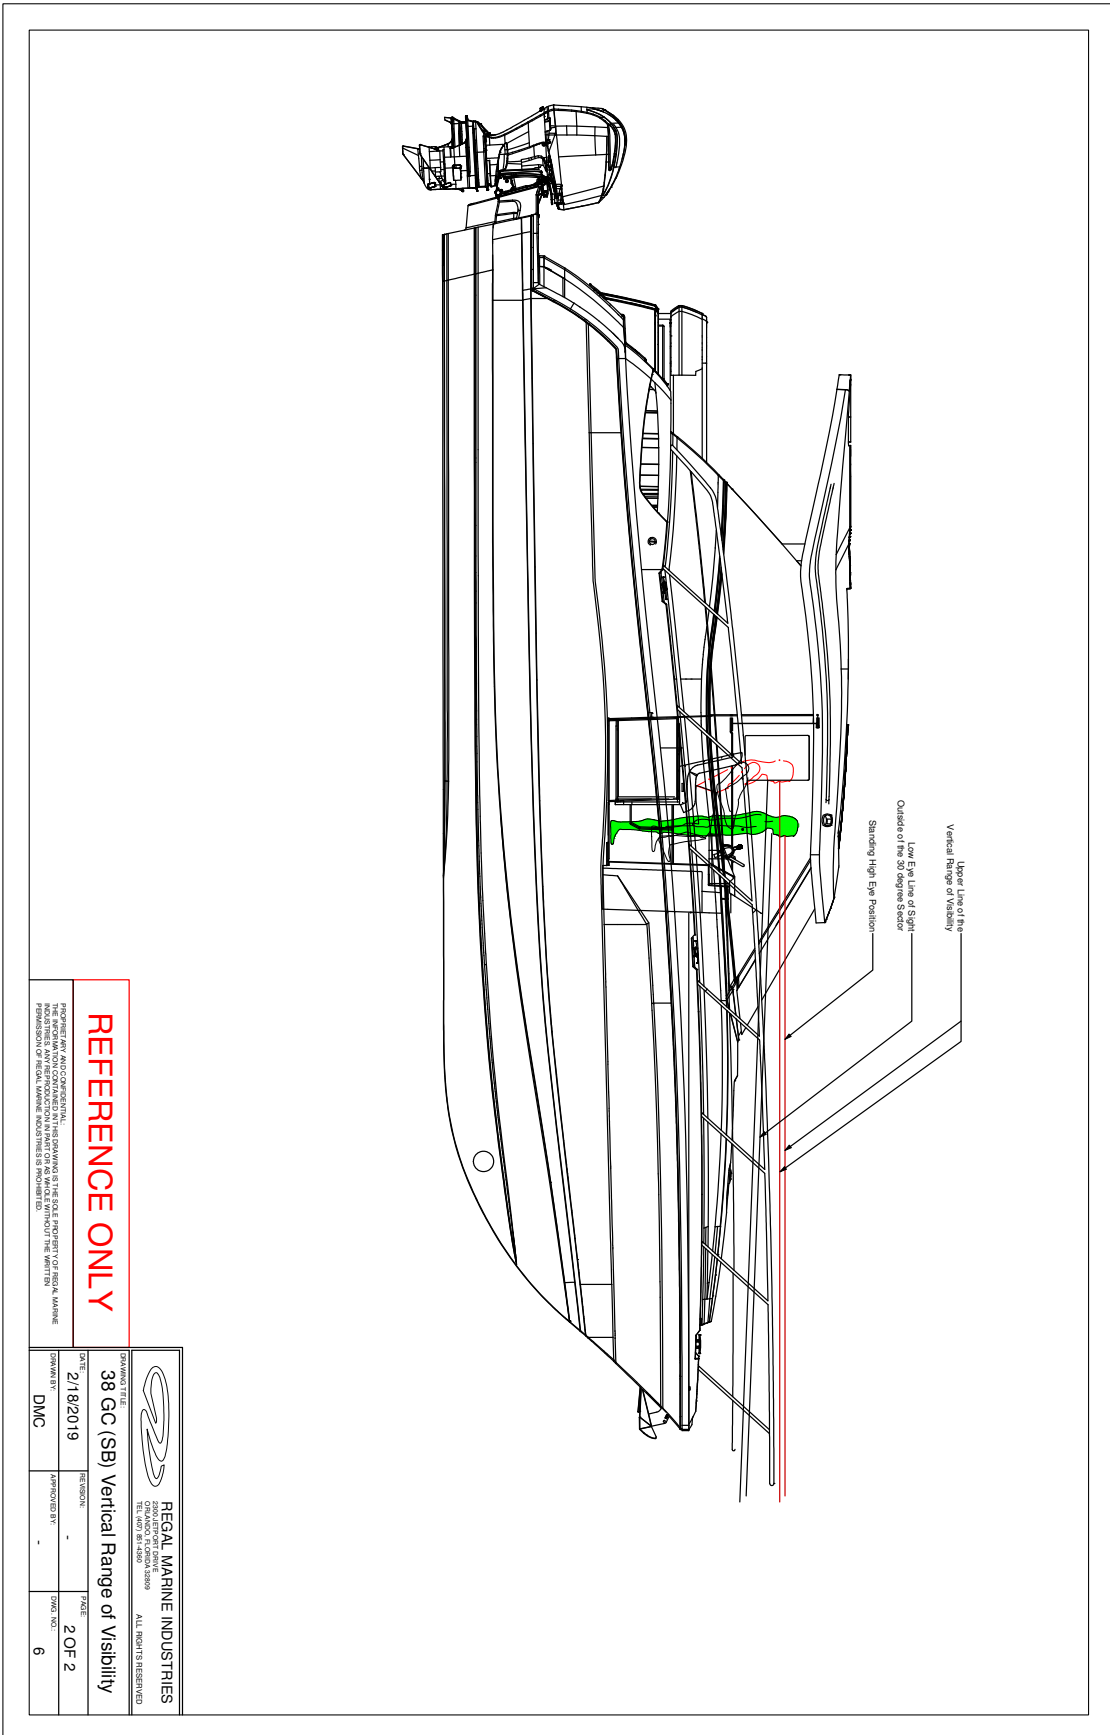 Upper Line of the
Vertical Range of Visibility
Low Eye Line of Sight
Outside of the 30 degree Sector
Standing High Eye Position
REFERENCE ONLY
PROPRIETARY AND CONFIDENTIAL:
THE INFORMATION CONTAINED IN THIS DRAWING IS THE SOLE PROPERTY OF REGAL MARINE
INDUSTRIES. ANY REPRODUCTION IN PART OR AS WHOLE WITHOUT THE WRITTEN
PERMISSION OF REGAL MARINE INDUSTRIES IS PROHIBITED.
REGAL MARINE INDUSTRIES
2300 JETPORT DRIVE
ORLANDO, FLORIDA 32809
TEL (407) 851-4360
ALL RIGHTS RESERVED
DRAWING TITLE:
38 GC (SB) Vertical Range of Visibility
DATE:
2/18/2019
REVISION:
-
PAGE:
2 OF 2
DRAWN BY:
DMC
APPROVED BY:
-
DWG. NO.:
6